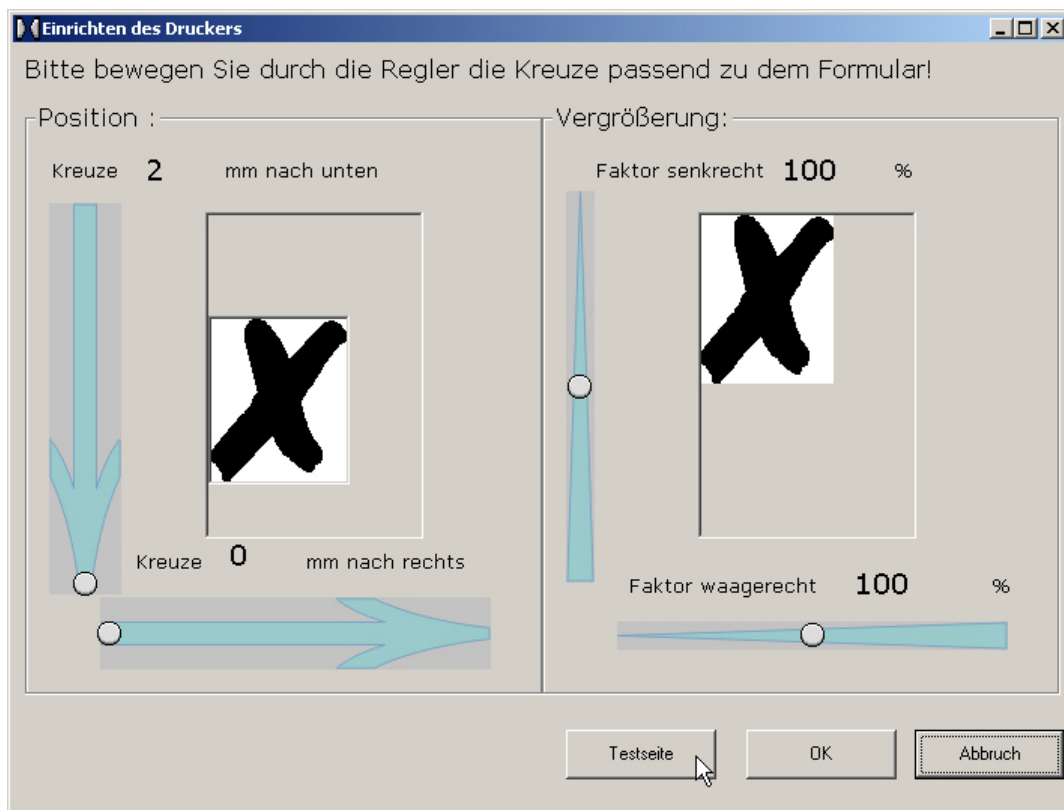 Einrichten des Druckers
Bitte bewegen Sie durch die Regler die Kreuze passend zu dem Formular!
Position :
Kreuze 2 mm nach unten
Kreuze 0 mm nach rechts
Vergrößerung:
Faktor senkrecht 100 %
Faktor waagerecht 100 %
Testseite OK Abbruch